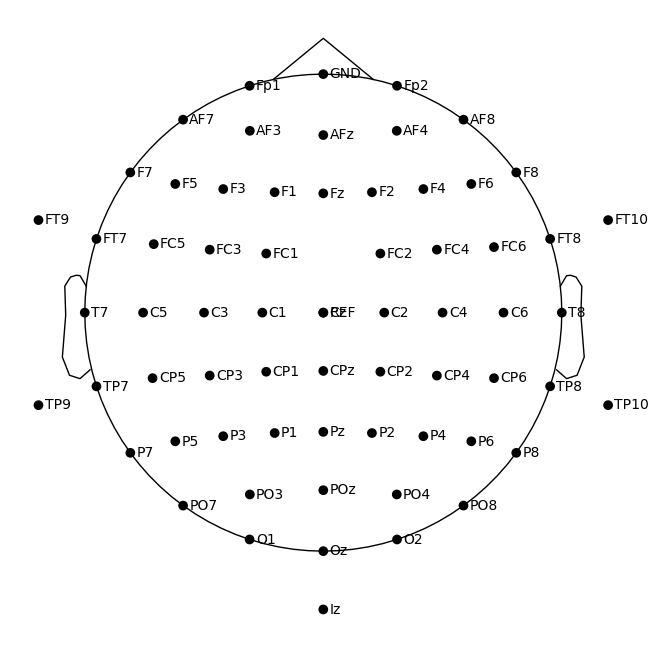 GND
Fp1
Fp2
AF7
AF8
AF3
AFz
AF4
F7
F8
F5
F3
F1
Fz
F2
F4
F6
FT9
FT10
FT7
FC5
FC3
FC1
FC2
FC4
FC6
FT8
T7
C5
C3
C1
Cz
REF
C2
C4
C6
T8
TP7
CP5
CP3
CP1
CPz
CP2
CP4
CP6
TP8
TP9
TP10
P7
P5
P3
P1
Pz
P2
P4
P6
P8
PO7
PO3
POz
PO4
PO8
O1
Oz
O2
Iz